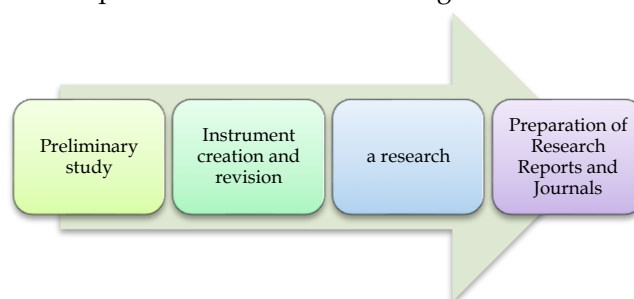 Preliminary
study
Instrument
creation and
revision
a research
Preparation of
Research
Reports and
Journals